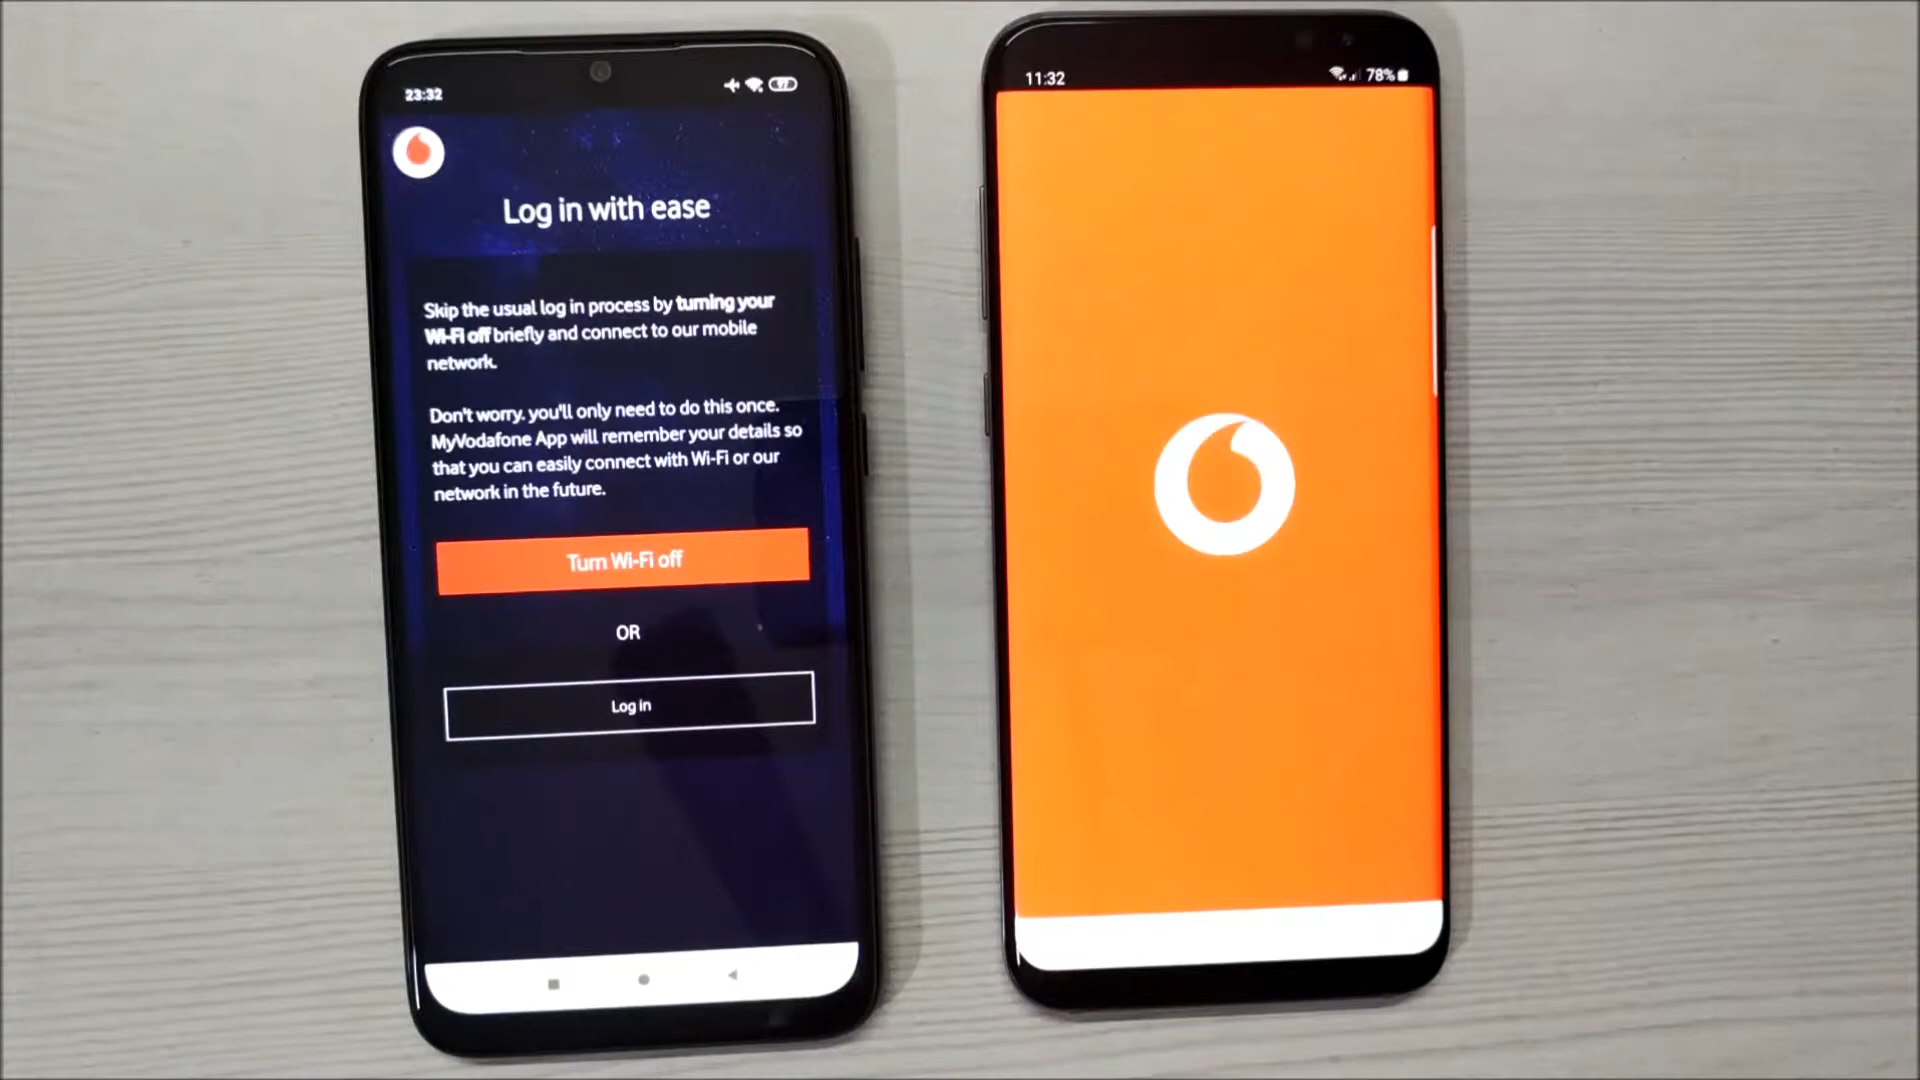 23:32
97
Log in with ease
Skip the usual log in process by turning your
Wi-Fi off briefly and connect to our mobile
network.
Don't worry. you'll only need to do this once.
MyVodafone App will remember your details so
that you can easily connect with Wi-Fi or our
network in the future.
Turn Wi-Fi off
OR
Log in
11:32
78%